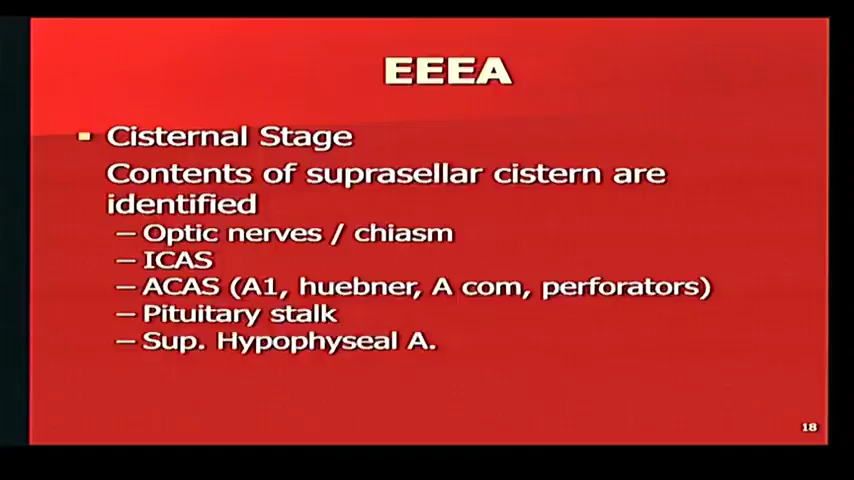 EEEA
Cisternal Stage
Contents of suprasellar cistern are
identified
– Optic nerves / chiasm
– ICAS
– ACAS (A1, huebner, A com, perforators)
– Pituitary stalk
– Sup. Hypophyseal A.
18